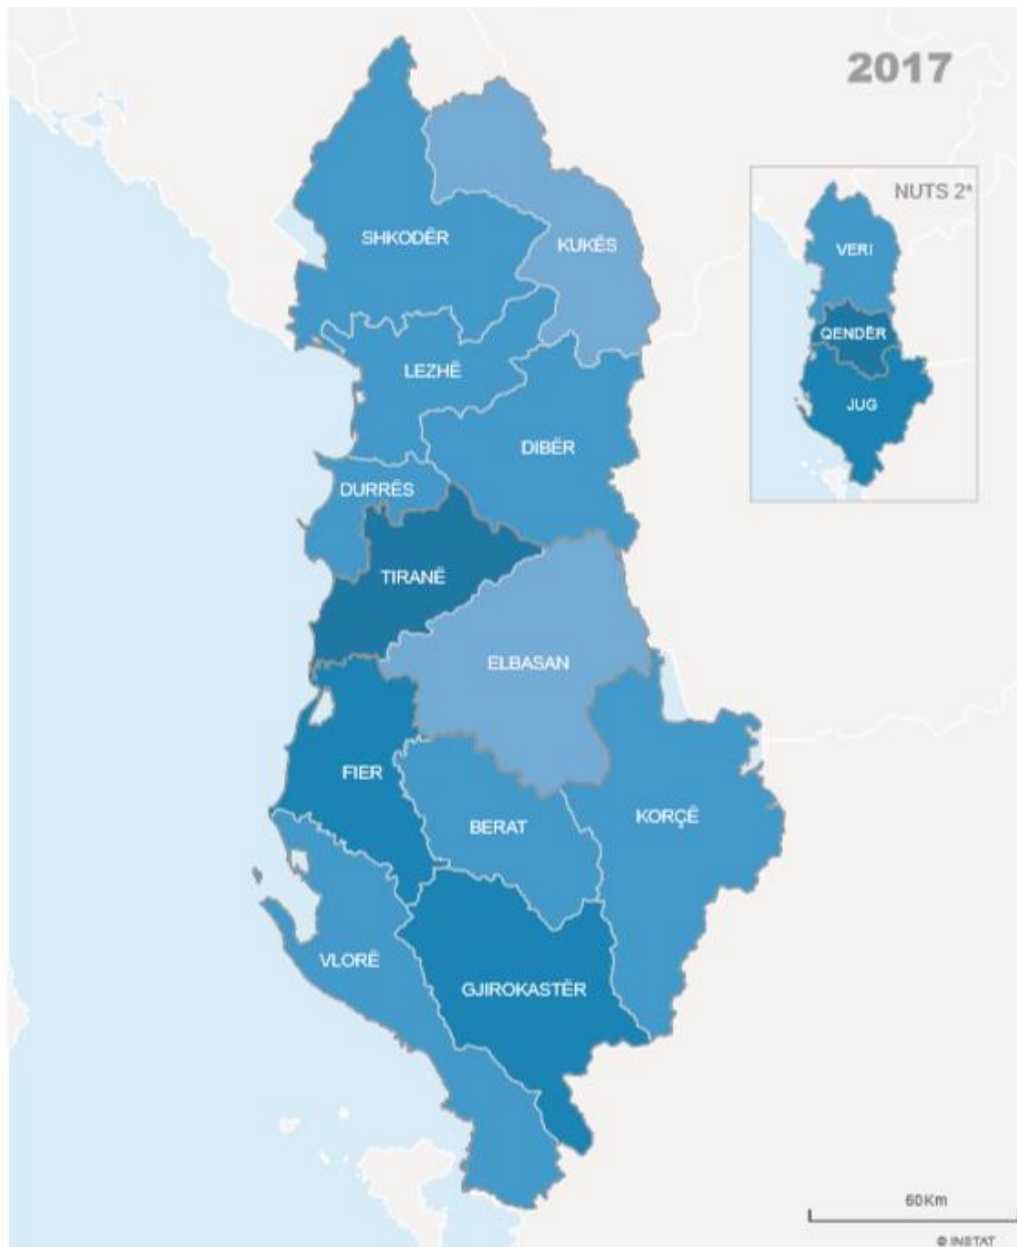 2017
NUTS 2*
VERI
QENDËR
JUG
SHKODËR
KUKËS
LEZHË
DIBËR
DURRËS
TIRANË
ELBASAN
FIER
BERAT
KORÇË
VLORË
GJIROKASTËR
60Km
© INSTAT